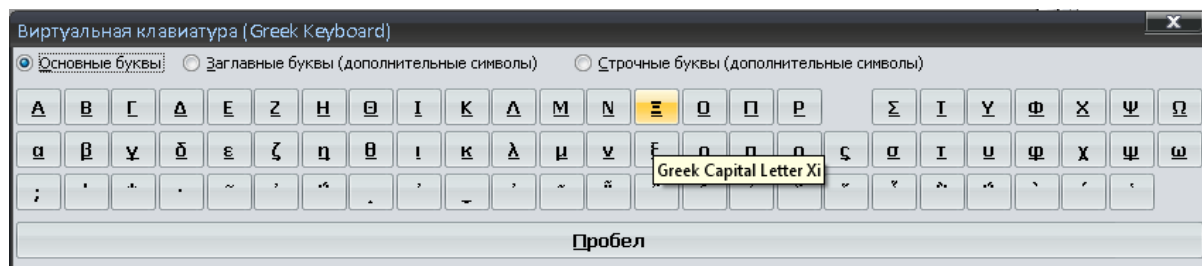 Виртуальная клавиатура (Greek Keyboard) X
Основные буквы Заглавные буквы (дополнительные символы) Строчные буквы (дополнительные символы)
Α Β Γ Δ Ε Ζ Η Θ Ι Κ Λ Μ Ν Ξ Ο Π Ρ Σ Τ Υ Φ Χ Ψ Ω
α β γ δ ε ζ η θ ι κ λ μ ν ξ ο π ρ ς σ τ υ φ χ ψ ω
Greek Capital Letter Xi
;
Пробел